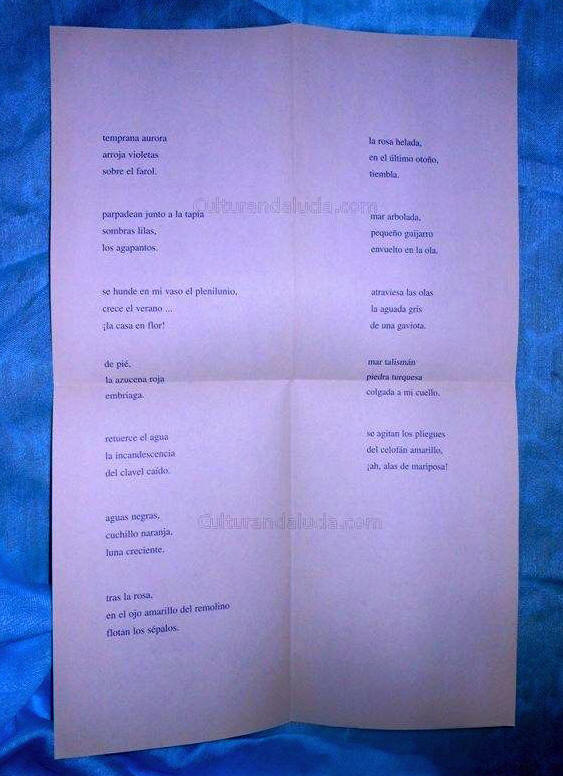 temprana aurora
arroja violetas
sobre el farol.
parpadean junto a la tapia
sombras lilas,
los agapantos.
se hunde en mi vaso el plenilunio,
crece el verano ...
¡la casa en flor!
de pié,
la azucena roja
embriaga.
retuerce el agua
la incandescencia
del clavel caído.
aguas negras,
cuchillo naranja,
luna creciente.
tras la rosa,
en el ojo amarillo del remolino
flotan los sépalos.
la rosa helada,
en el último otoño,
tiembla.
mar arbolada,
pequeño guijarro
envuelto en la ola.
atraviesa las olas
la aguada gris
de una gaviota.
mar talismán
piedra turquesa
colgada a mi cuello.
se agitan los pliegues
del celofán amarillo,
¡ah, alas de mariposa!
Culturandalucia.com
Culturandalucia.com